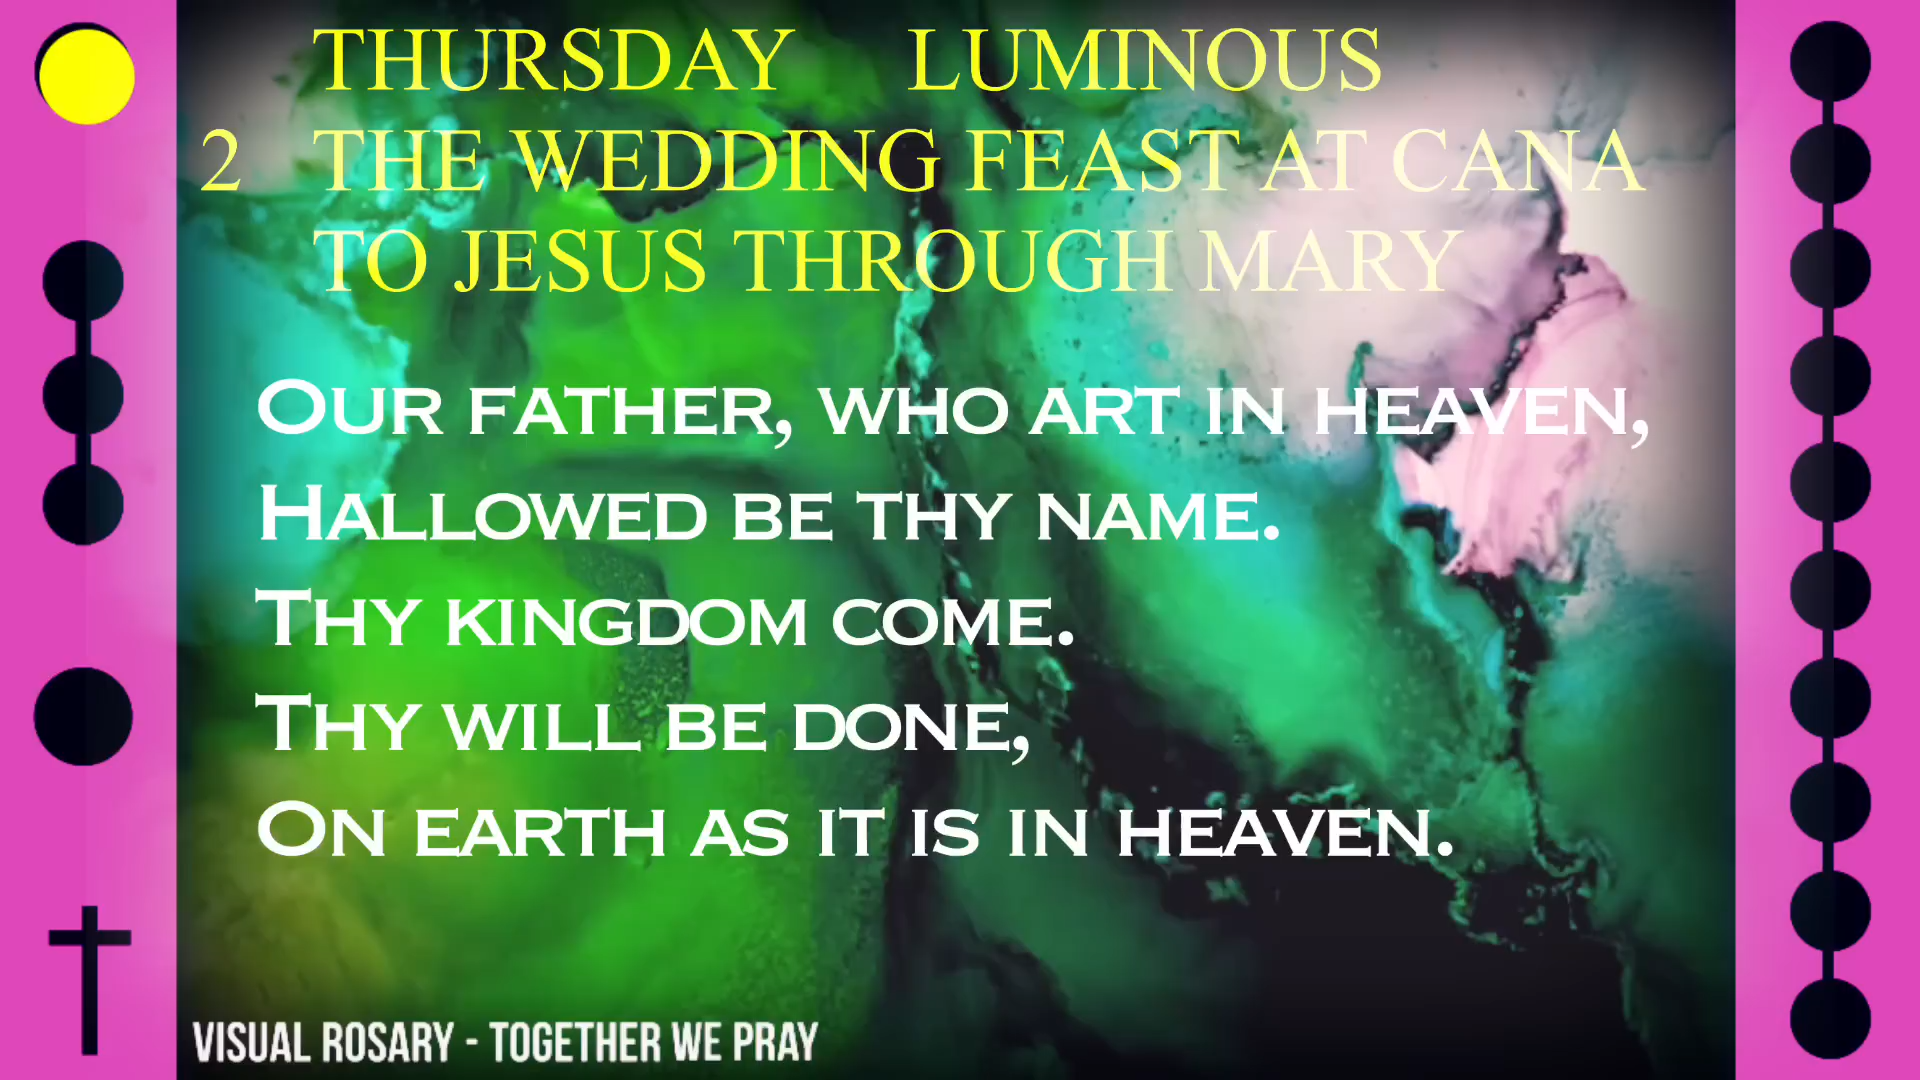 THURSDAY LUMINOUS
2 THE WEDDING FEAST AT CANA
TO JESUS THROUGH MARY
OUR FATHER, WHO ART IN HEAVEN,
HALLOWED BE THY NAME.
THY KINGDOM COME.
THY WILL BE DONE,
ON EARTH AS IT IS IN HEAVEN.
VISUAL ROSARY - TOGETHER WE PRAY